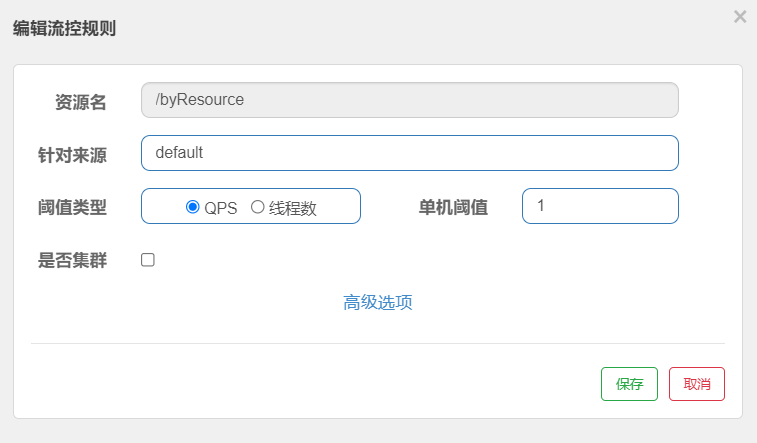 编辑流控规则 ×
资源名 /byResource
针对来源 default
阈值类型 QPS 线程数 单机阈值 1
是否集群
高级选项
保存 取消